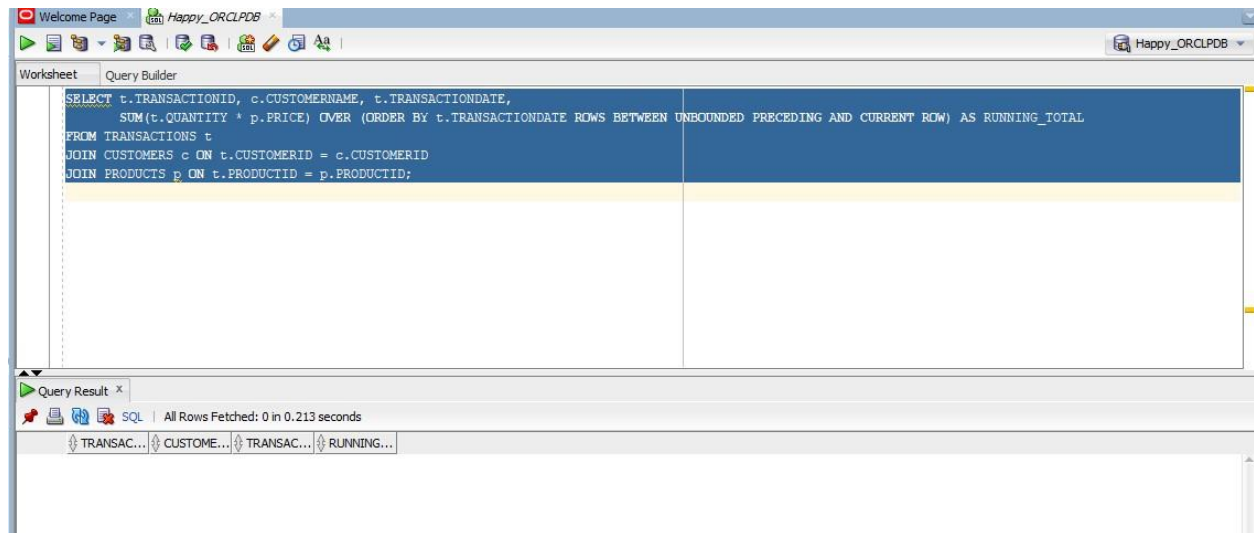 Welcome Page
Happy_ORCLPDB
Happy_ORCLPDB
Worksheet Query Builder
SELECT t.TRANSACTIONID, c.CUSTOMERNAME, t.TRANSACTIONDATE,
SUM(t.QUANTITY * p.PRICE) OVER (ORDER BY t.TRANSACTIONDATE ROWS BETWEEN UNBOUNDED PRECEDING AND CURRENT ROW) AS RUNNING_TOTAL
FROM TRANSACTIONS t
JOIN CUSTOMERS c ON t.CUSTOMERID = c.CUSTOMERID
JOIN PRODUCTS p ON t.PRODUCTID = p.PRODUCTID;
Query Result x
SQL | All Rows Fetched: 0 in 0.213 seconds
TRANSAC... CUSTOME... TRANSAC... RUNNING...